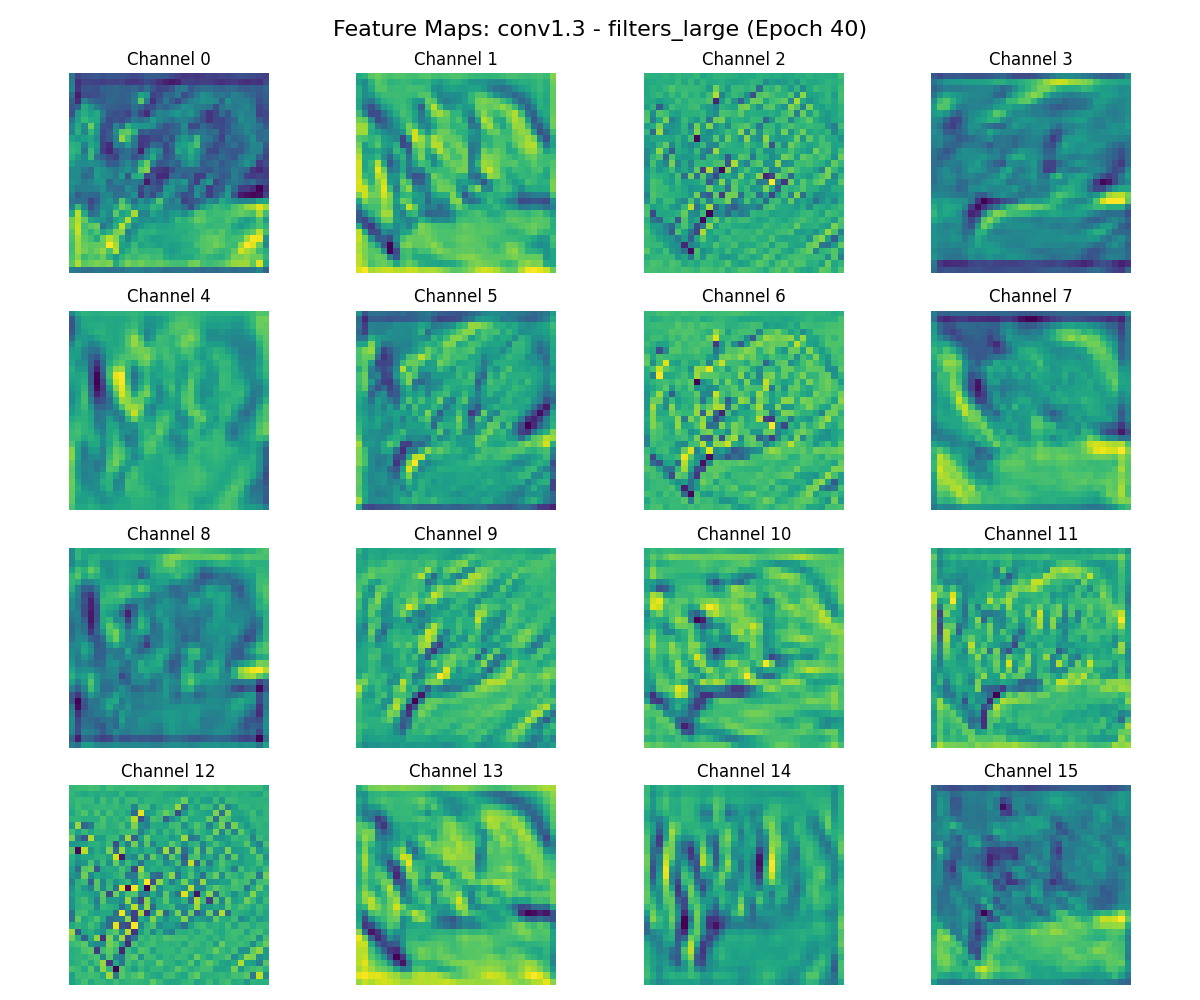 Feature Maps: conv1.3 - filters_large (Epoch 40)
Channel 0
Channel 1
Channel 2
Channel 3
Channel 4
Channel 5
Channel 6
Channel 7
Channel 8
Channel 9
Channel 10
Channel 11
Channel 12
Channel 13
Channel 14
Channel 15